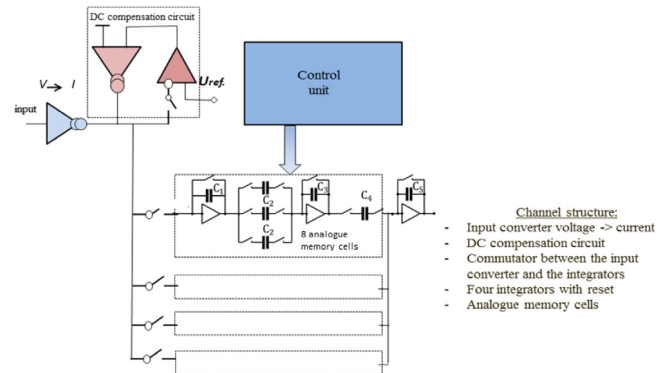 DC compensation circuit
V → I
Uref.
input
Control
unit
C1
C2
C3
C4
C5
C2
C2
8 analogue
memory cells
Channel structure:
- Input converter voltage -> current
- DC compensation circuit
- Commutator between the input
converter and the integrators
- Four integrators with reset
- Analogue memory cells